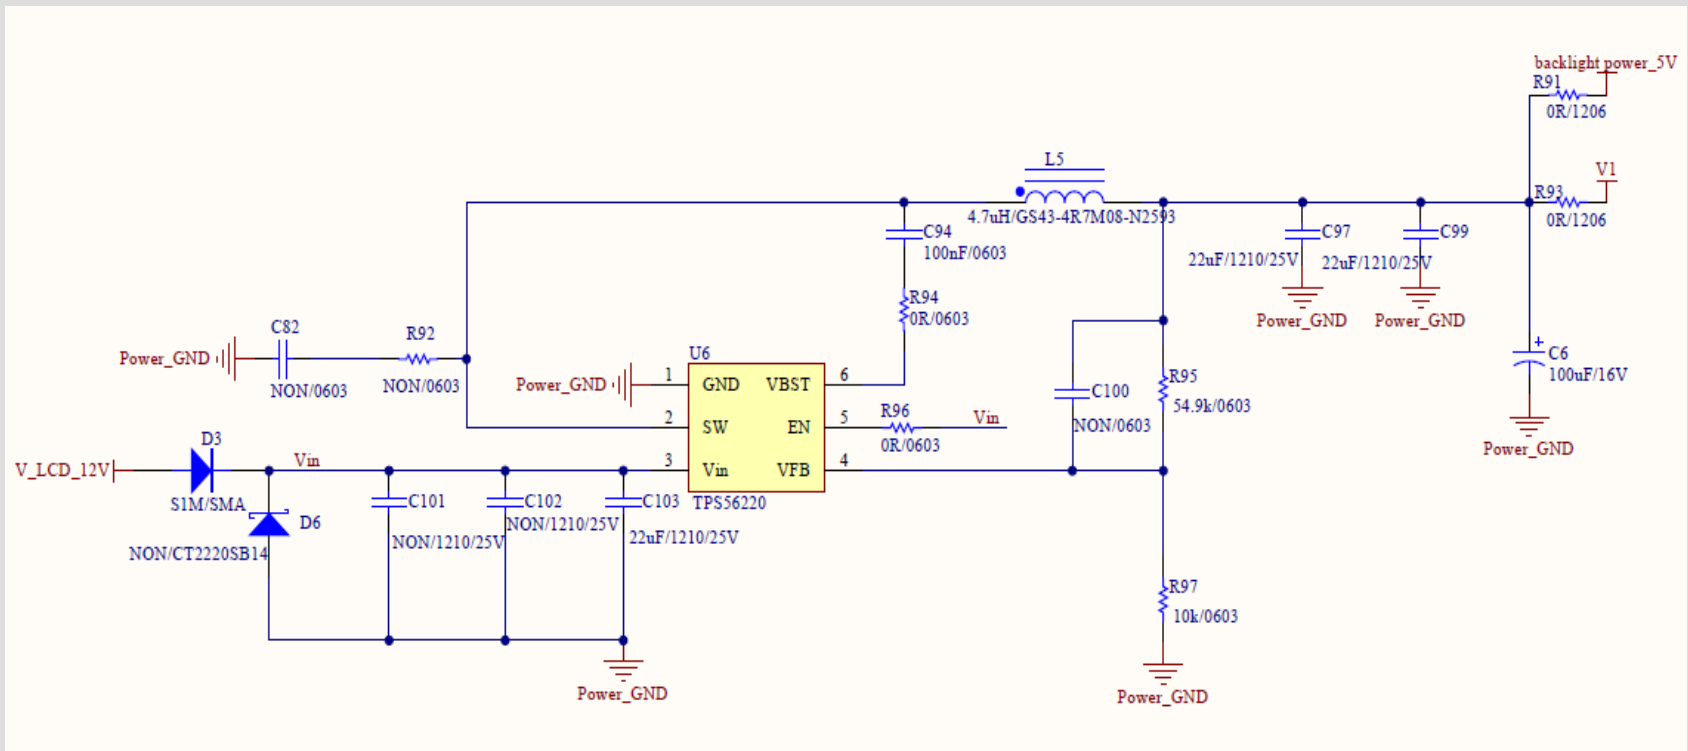 backlight power_5V
R91
0R/1206
V1
R93
0R/1206
L5
4.7uH/GS43-4R7M08-N2593
C94
100nF/0603
C97
22uF/1210/25V
C99
22uF/1210/25V
R94
0R/0603
Power_GND
Power_GND
C82
R92
Power_GND
NON/0603
NON/0603
U6
Power_GND
1
GND
VBST
6
2
SW
EN
5
3
Vin
VFB
4
TPS56220
R96
0R/0603
Vin
C100
NON/0603
R95
54.9k/0603
C6
100uF/16V
+
Power_GND
D3
V_LCD_12V
S1M/SMA
Vin
D6
NON/CT2220SB14
C101
NON/1210/25V
C102
NON/1210/25V
C103
22uF/1210/25V
Power_GND
R97
10k/0603
Power_GND